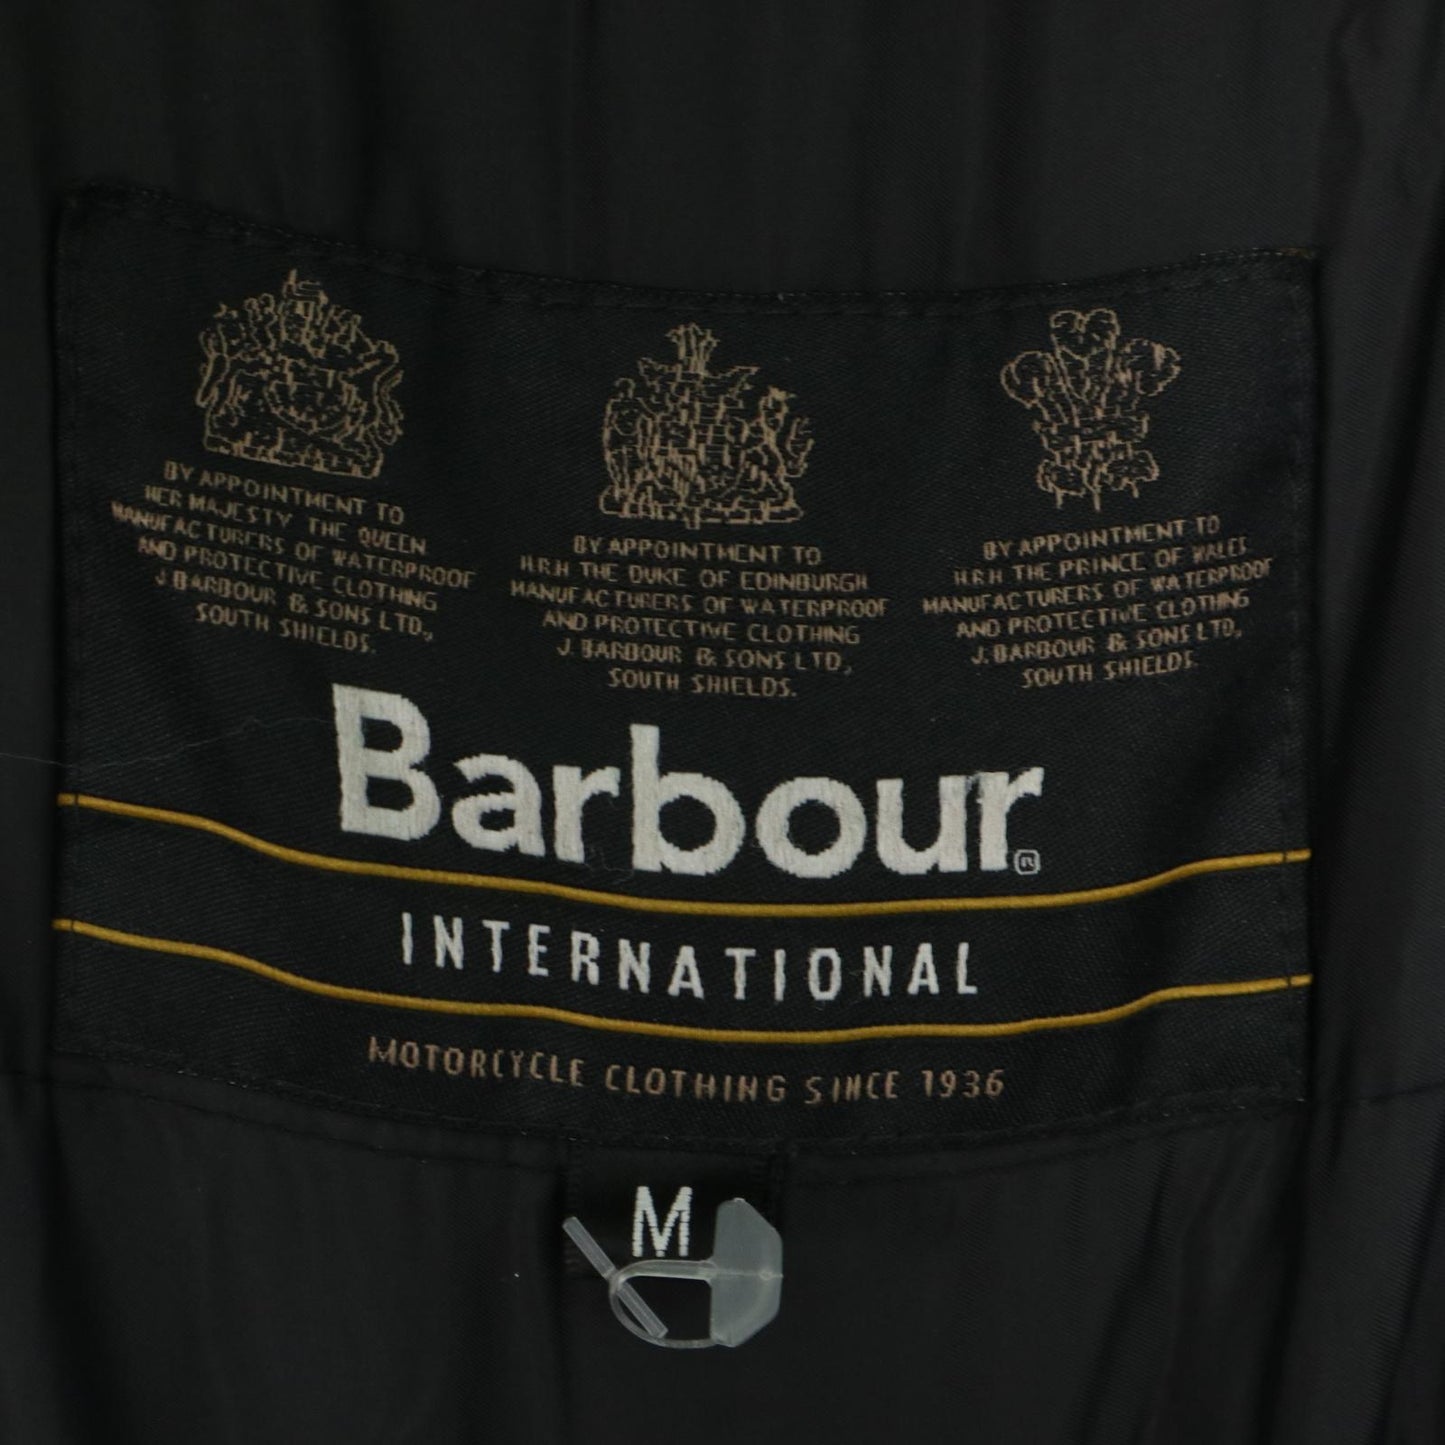 BY APPOINTMENT TO
HER MAJESTY THE QUEEN
MANUFACTURERS OF WATERPROOF
AND PROTECTIVE CLOTHING
J. BARBOUR & SONS LTD.,
SOUTH SHIELDS.
BY APPOINTMENT TO
H.R.H THE DUKE OF EDINBURGH
MANUFACTURERS OF WATERPROOF
AND PROTECTIVE CLOTHING
J. BARBOUR & SONS LTD,
SOUTH SHIELDS.
BY APPOINTMENT TO
H.R.H THE PRINCE OF WALES
MANUFACTURERS OF WATERPROOF
AND PROTECTIVE CLOTHING
J. BARBOUR & SONS LTD,
SOUTH SHIELDS.
Barbour®
INTERNATIONAL
MOTORCYCLE CLOTHING SINCE 1936
M